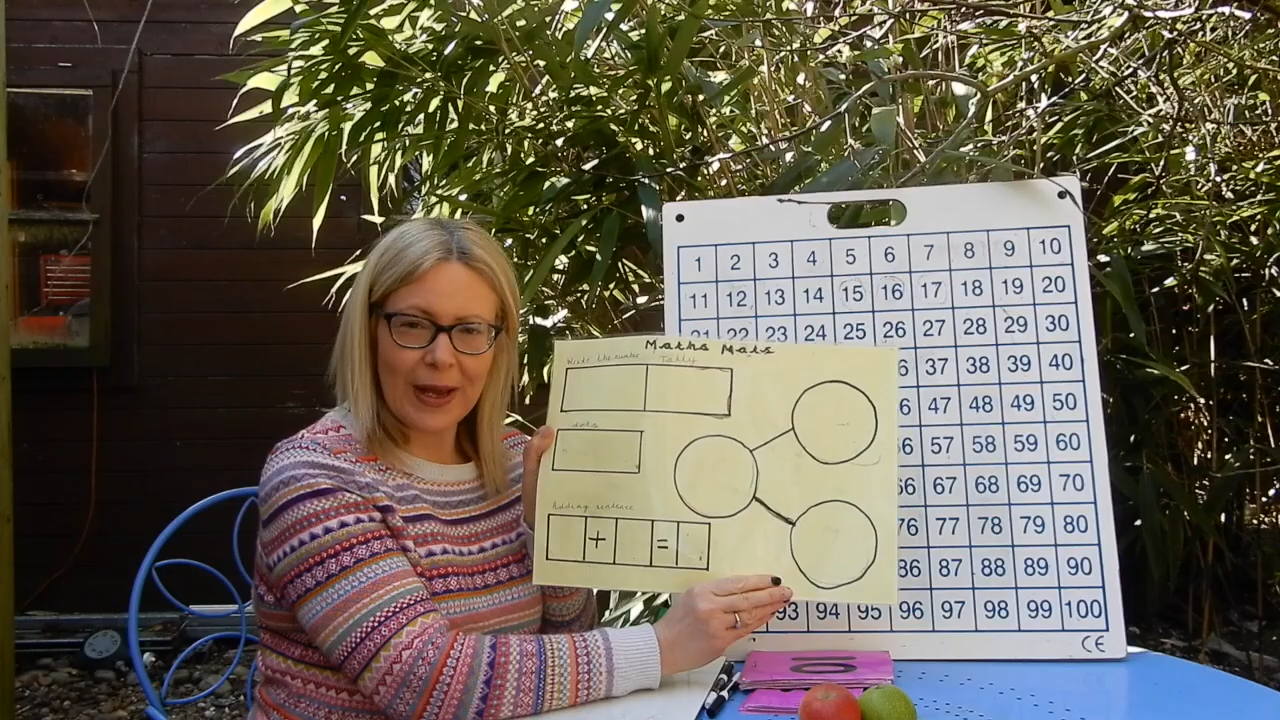 Maths Mats
Write the number Tally
dots
Adding sentence
+ =
1 2 3 4 5 6 7 8 9 10
11 12 13 14 15 16 17 18 19 20
21 22 23 24 25 26 27 28 29 30
37 38 39 40
47 48 49 50
57 58 59 60
67 68 69 70
76 77 78 79 80
86 87 88 89 90
93 94 95 96 97 98 99 100
CE
10